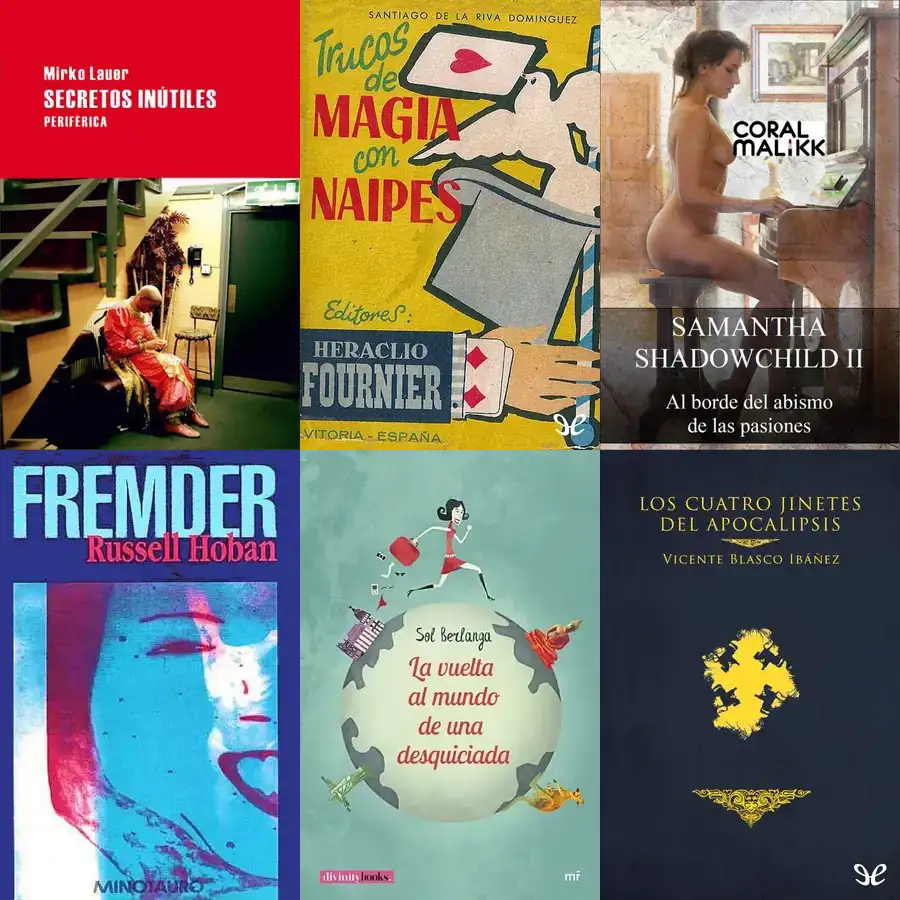 Mirko Lauer
SECRETOS INÚTILES
PERIFÉRICA
SANTIAGO DE LA RIVA DOMINGUEZ
Trucos
de
MAGIA
con
NAIPES
Editores:
HERACLIO
FOURNIER
VITORIA - ESPAÑA
CORAL
MALIKK
SAMANTHA
SHADOWCHILD II
Al borde del abismo
de las pasiones
FREMDER
Russell Hoban
MINOTAURO
Sol Berlanga
La vuelta
al mundo
de una
desquiciada
divinitybooks
mr
LOS CUATRO JINETES
DEL APOCALIPSIS
VICENTE BLASCO IBÁÑEZ